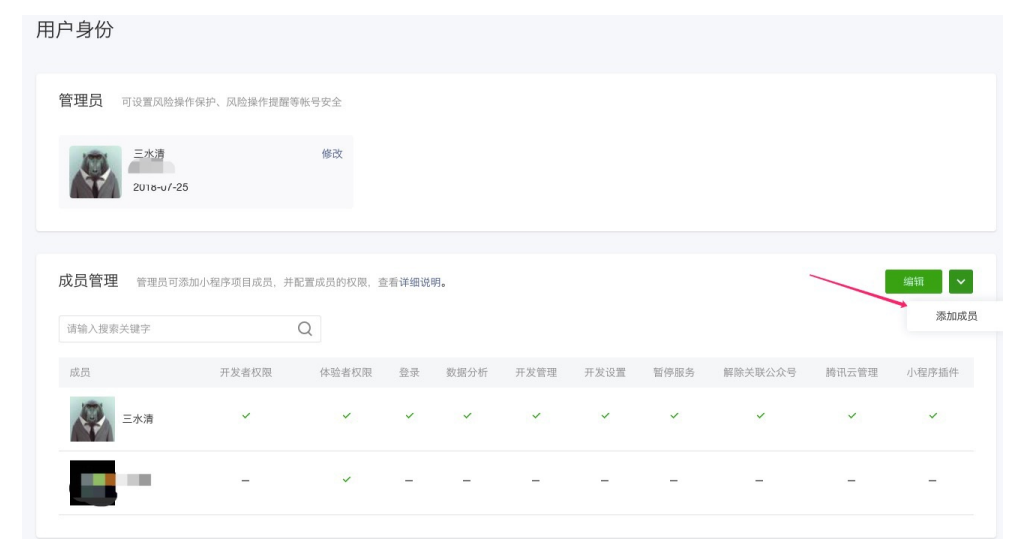 用户身份
管理员 可设置风险操作保护、风险操作提醒等帐号安全
三水清 修改
2018-07-25
成员管理 管理员可添加小程序项目成员，并配置成员的权限，查看详细说明。
编辑
添加成员
请输入搜索关键字
成员 开发者权限 体验者权限 登录 数据分析 开发管理 开发设置 暂停服务 解除关联公众号 腾讯云管理 小程序插件
三水清 ✓ ✓ ✓ ✓ ✓ ✓ ✓ ✓ ✓ ✓
– ✓ – – – – – – – –